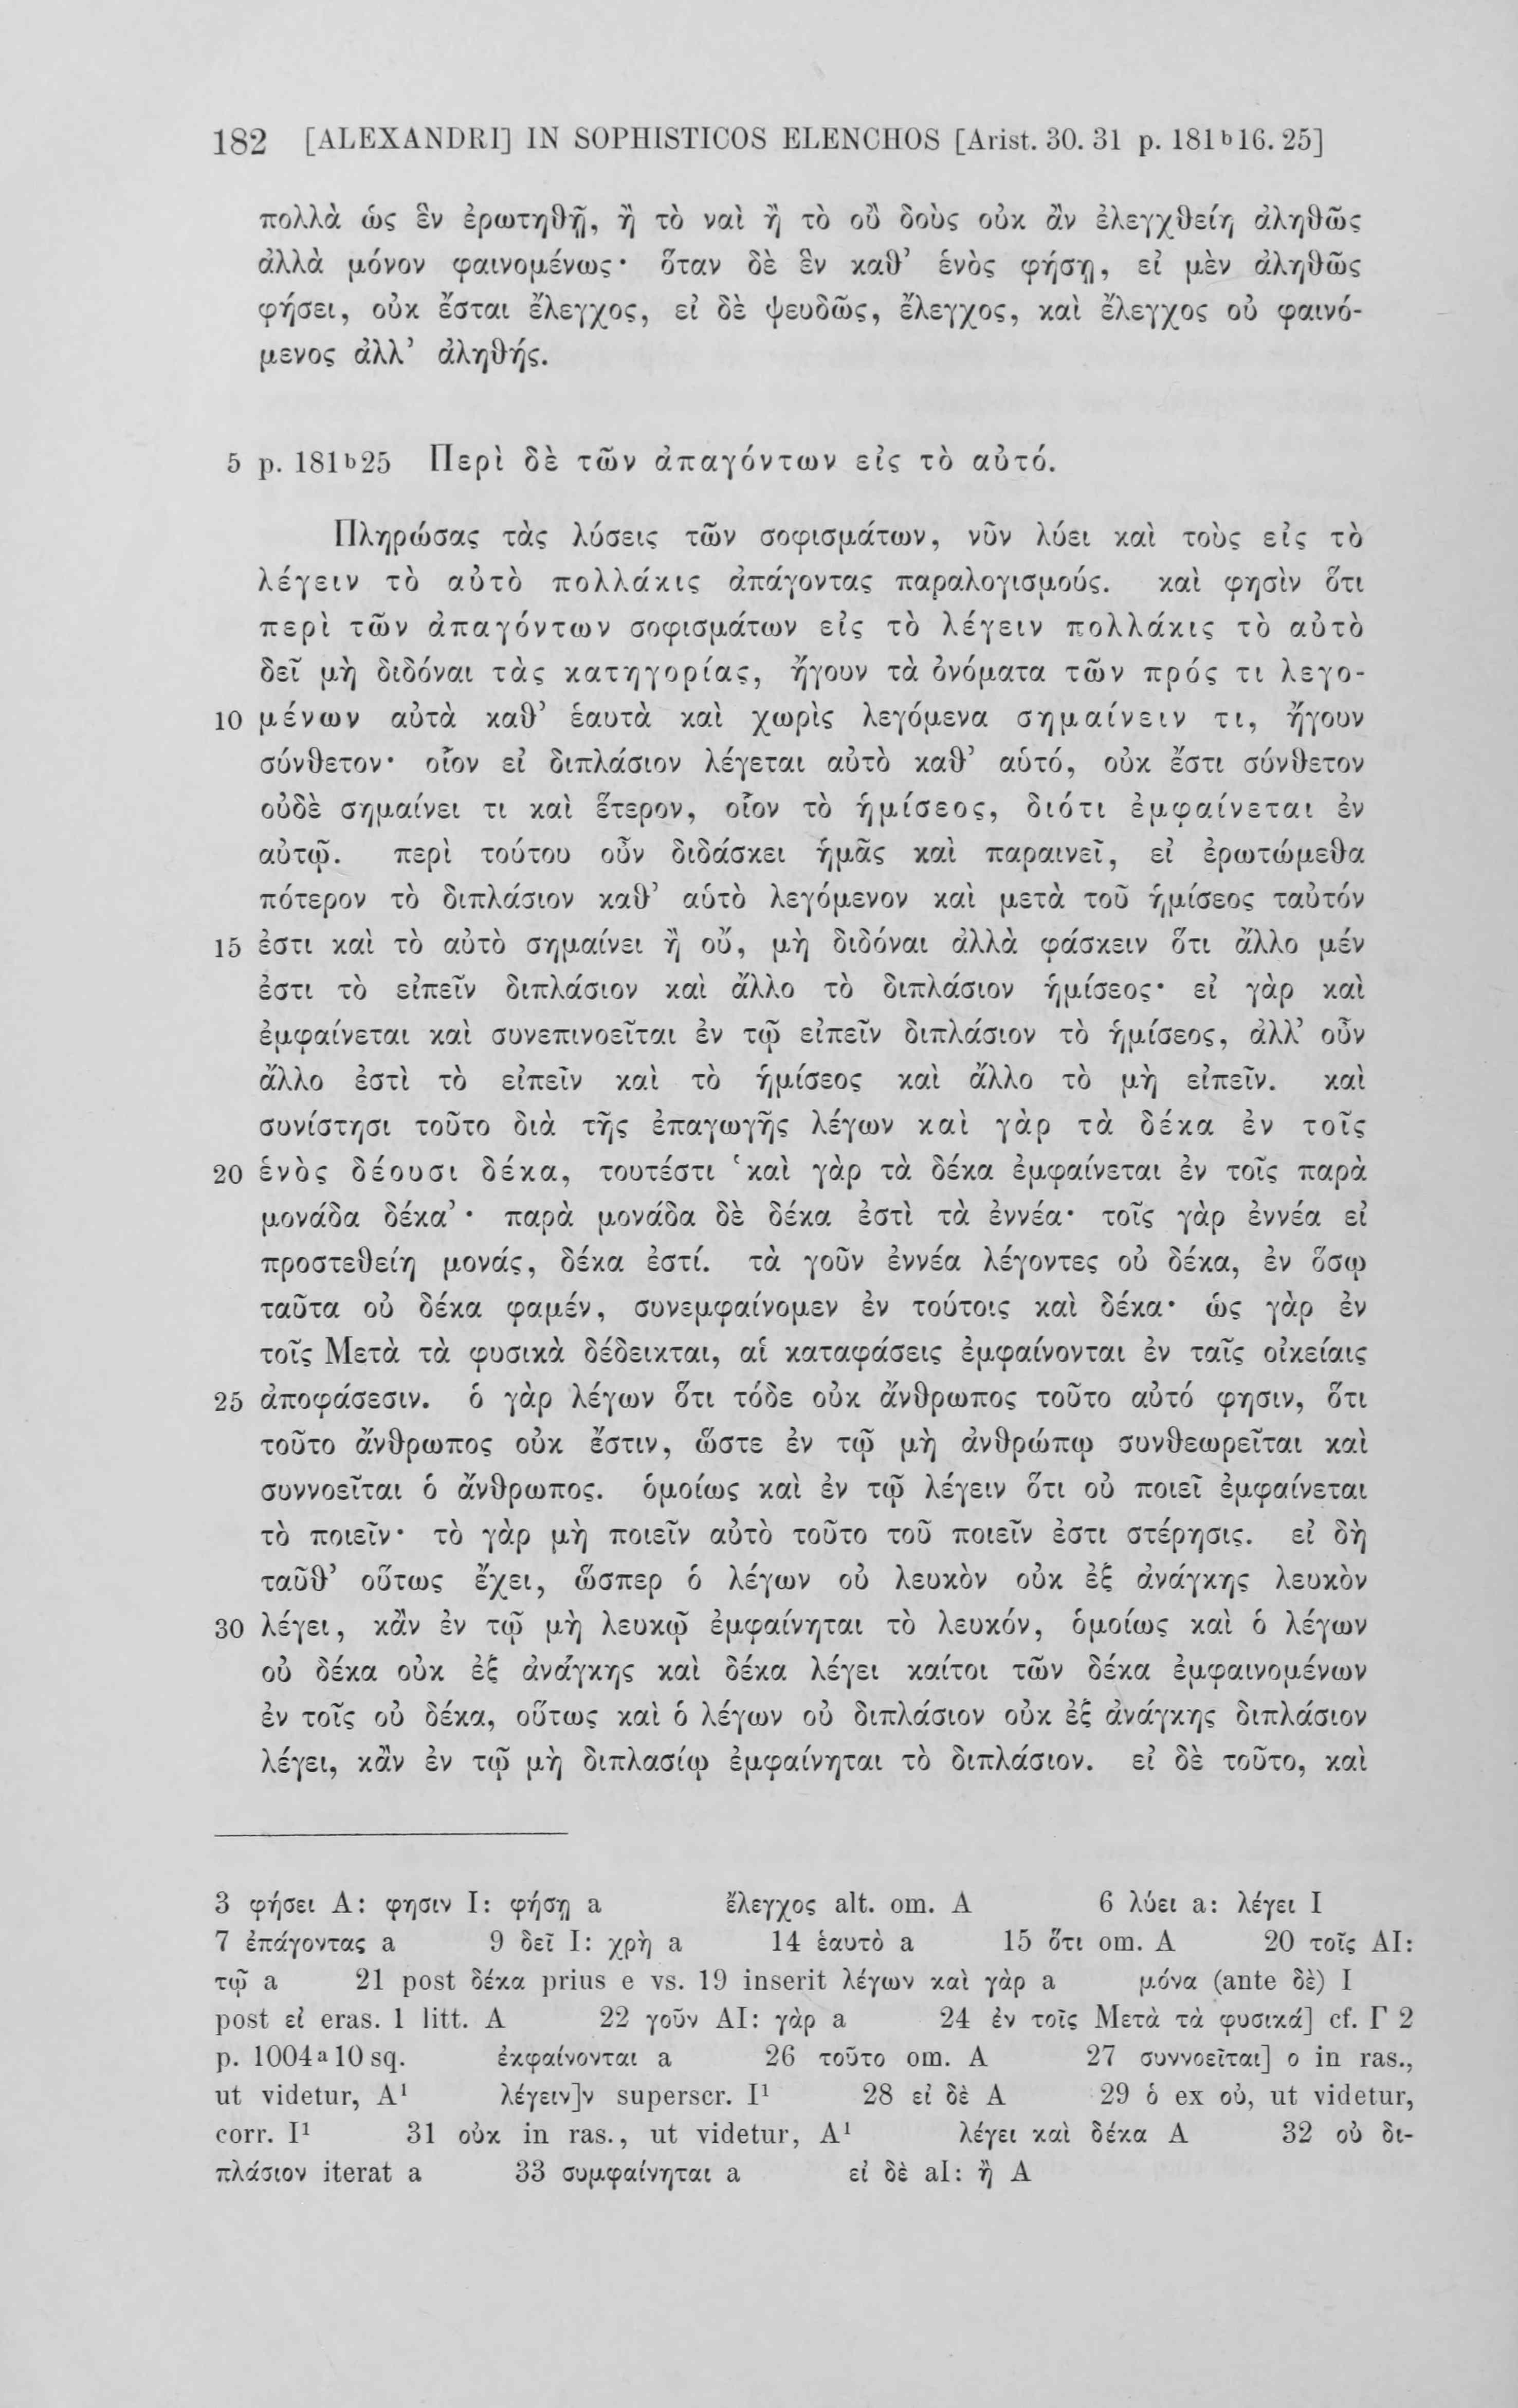 182 [ALEXANDRI] IN SOPHISTICOS ELENCHOS [Arist. 30. 31 p. 181ᵇ16. 25]
πολλὰ ὡς ἓν ἐρωτηθῇ, ἢ τὸ ναὶ ἢ τὸ οὒ δοὺς οὐκ ἂν ἐλεγχθείη ἀληθῶς
ἀλλὰ μόνον φαινομένως· ὅταν δὲ ἓν καθ’ ἑνὸς φήσῃ, εἰ μὲν ἀληθῶς
φήσει, οὐκ ἔσται ἔλεγχος, εἰ δὲ ψευδῶς, ἔλεγχος, καὶ ἔλεγχος οὐ φαινό-
μενος ἀλλ’ ἀληθής.
5 p. 181ᵇ25 Περὶ δὲ τῶν ἀπαγόντων εἰς τὸ αὐτό.
Πληρώσας τὰς λύσεις τῶν σοφισμάτων, νῦν λύει καὶ τοὺς εἰς τὸ
λέγειν τὸ αὐτὸ πολλάκις ἀπάγοντας παραλογισμούς. καὶ φησὶν ὅτι
περὶ τῶν ἀπαγόντων σοφισμάτων εἰς τὸ λέγειν πολλάκις τὸ αὐτὸ
δεῖ μὴ διδόναι τὰς κατηγορίας, ἤγουν τὰ ὀνόματα τῶν πρός τι λεγο-
10 μένων αὐτὰ καθ’ ἑαυτὰ καὶ χωρὶς λεγόμενα σημαίνειν τι, ἤγουν
σύνθετον· οἷον εἰ διπλάσιον λέγεται αὐτὸ καθ’ αὑτό, οὐκ ἔστι σύνθετον
οὐδὲ σημαίνει τι καὶ ἕτερον, οἷον τὸ ἡμίσεος, διότι ἐμφαίνεται ἐν
αὐτῷ. περὶ τούτου οὖν διδάσκει ἡμᾶς καὶ παραινεῖ, εἰ ἐρωτώμεθα
πότερον τὸ διπλάσιον καθ’ αὑτὸ λεγόμενον καὶ μετὰ τοῦ ἡμίσεος ταὐτόν
15 ἐστι καὶ τὸ αὐτὸ σημαίνει ἢ οὔ, μὴ διδόναι ἀλλὰ φάσκειν ὅτι ἄλλο μέν
ἐστι τὸ εἰπεῖν διπλάσιον καὶ ἄλλο τὸ διπλάσιον ἡμίσεος· εἰ γὰρ καὶ
ἐμφαίνεται καὶ συνεπινοεῖται ἐν τῷ εἰπεῖν διπλάσιον τὸ ἡμίσεος, ἀλλ’ οὖν
ἄλλο ἐστὶ τὸ εἰπεῖν καὶ τὸ ἡμίσεος καὶ ἄλλο τὸ μὴ εἰπεῖν. καὶ
συνίστησι τοῦτο διὰ τῆς ἐπαγωγῆς λέγων καὶ γὰρ τὰ δέκα ἐν τοῖς
20 ἑνὸς δέουσι δέκα, τουτέστι ‘καὶ γὰρ τὰ δέκα ἐμφαίνεται ἐν τοῖς παρὰ
μονάδα δέκα’· παρὰ μονάδα δὲ δέκα ἐστὶ τὰ ἐννέα· τοῖς γὰρ ἐννέα εἰ
προστεθείη μονάς, δέκα ἐστί. τὰ γοῦν ἐννέα λέγοντες οὐ δέκα, ἐν ὅσῳ
ταῦτα οὐ δέκα φαμέν, συνεμφαίνομεν ἐν τούτοις καὶ δέκα· ὡς γὰρ ἐν
τοῖς Μετὰ τὰ φυσικὰ δέδεικται, αἱ καταφάσεις ἐμφαίνονται ἐν ταῖς οἰκείαις
25 ἀποφάσεσιν. ὁ γὰρ λέγων ὅτι τόδε οὐκ ἄνθρωπος τοῦτο αὐτό φησιν, ὅτι
τοῦτο ἄνθρωπος οὐκ ἔστιν, ὥστε ἐν τῷ μὴ ἀνθρώπῳ συνθεωρεῖται καὶ
συννοεῖται ὁ ἄνθρωπος. ὁμοίως καὶ ἐν τῷ λέγειν ὅτι οὐ ποιεῖ ἐμφαίνεται
τὸ ποιεῖν· τὸ γὰρ μὴ ποιεῖν αὐτὸ τοῦτο τοῦ ποιεῖν ἐστι στέρησις. εἰ δὴ
ταῦθ’ οὕτως ἔχει, ὥσπερ ὁ λέγων οὐ λευκὸν οὐκ ἐξ ἀνάγκης λευκὸν
30 λέγει, κἂν ἐν τῷ μὴ λευκῷ ἐμφαίνηται τὸ λευκόν, ὁμοίως καὶ ὁ λέγων
οὐ δέκα οὐκ ἐξ ἀνάγκης καὶ δέκα λέγει καίτοι τῶν δέκα ἐμφαινομένων
ἐν τοῖς οὐ δέκα, οὕτως καὶ ὁ λέγων οὐ διπλάσιον οὐκ ἐξ ἀνάγκης διπλάσιον
λέγει, κἂν ἐν τῷ μὴ διπλασίῳ ἐμφαίνηται τὸ διπλάσιον. εἰ δὲ τοῦτο, καὶ
3 φήσει A: φησιν I: φήσῃ a ἔλεγχος alt. om. A 6 λύει a: λέγει I
7 ἐπάγοντας a 9 δεῖ I: χρὴ a 14 ἑαυτὸ a 15 ὅτι om. A 20 τοῖς AI:
τῷ a 21 post δέκα prius e vs. 19 inserit λέγων καὶ γὰρ a μόνα (ante δὲ) I
post εἰ eras. 1 litt. A 22 γοῦν AI: γὰρ a 24 ἐν τοῖς Μετὰ τὰ φυσικά] cf. Γ 2
p. 1004ᵃ10 sq. ἐκφαίνονται a 26 τοῦτο om. A 27 συννοεῖται] ο in ras.,
ut videtur, A¹ λέγειν]ν superscr. I¹ 28 εἰ δὲ A 29 ὁ ex οὐ, ut videtur,
corr. I¹ 31 οὐκ in ras., ut videtur, A¹ λέγει καὶ δέκα A 32 οὐ δι-
πλάσιον iterat a 33 συμφαίνηται a εἰ δὲ aI: ἢ A